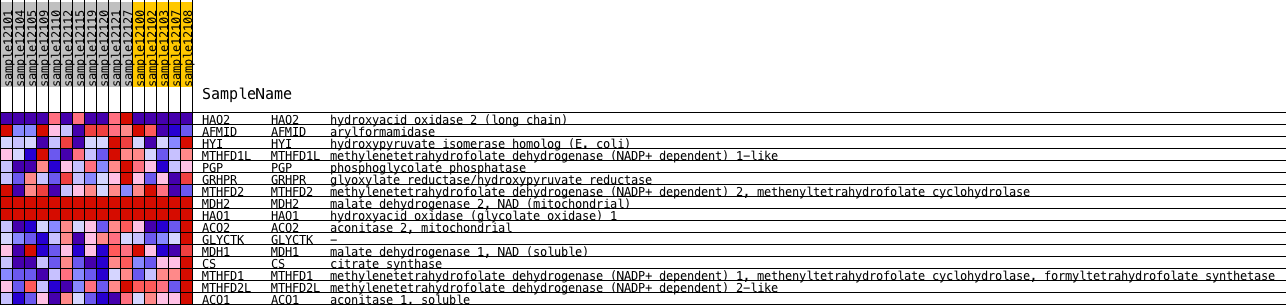 sample12101
sample12104
sample12105
sample12109
sample12110
sample12112
sample12115
sample12119
sample12120
sample12121
sample12127
sample12100
sample12102
sample12103
sample12107
sample12108
SampleName
HAO2 HAO2 hydroxyacid oxidase 2 (long chain)
AFMID AFMID arylformamidase
HYI HYI hydroxypyruvate isomerase homolog (E. coli)
MTHFD1L MTHFD1L methylenetetrahydrofolate dehydrogenase (NADP+ dependent) 1-like
PGP PGP phosphoglycolate phosphatase
GRHPR GRHPR glyoxylate reductase/hydroxypyruvate reductase
MTHFD2 MTHFD2 methylenetetrahydrofolate dehydrogenase (NADP+ dependent) 2, methenyltetrahydrofolate cyclohydrolase
MDH2 MDH2 malate dehydrogenase 2, NAD (mitochondrial)
HAO1 HAO1 hydroxyacid oxidase (glycolate oxidase) 1
ACO2 ACO2 aconitase 2, mitochondrial
GLYCTK GLYCTK -
MDH1 MDH1 malate dehydrogenase 1, NAD (soluble)
CS CS citrate synthase
MTHFD1 MTHFD1 methylenetetrahydrofolate dehydrogenase (NADP+ dependent) 1, methenyltetrahydrofolate cyclohydrolase, formyltetrahydrofolate synthetase
MTHFD2L MTHFD2L methylenetetrahydrofolate dehydrogenase (NADP+ dependent) 2-like
ACO1 ACO1 aconitase 1, soluble